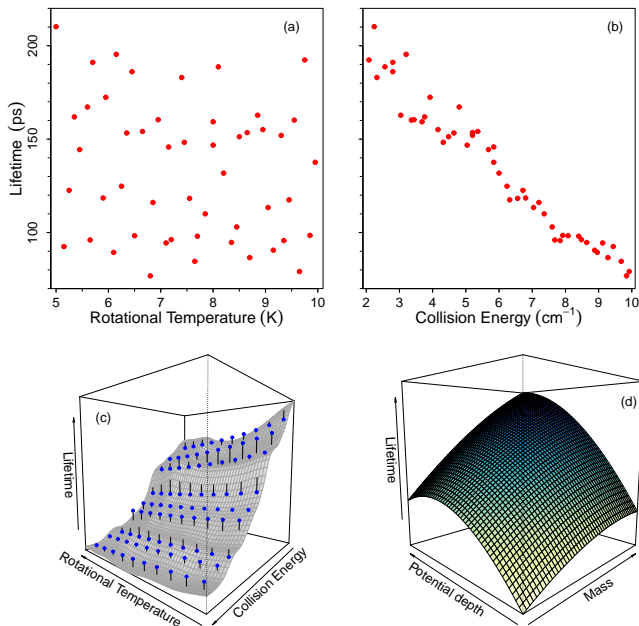 (a)
(b)
Lifetime (ps)
200
150
100
5 6 7 8 9 10
2 3 4 5 6 7 8 9 10
Rotational Temperature (K)
Collision Energy (cm⁻¹)
(c)
Lifetime
Rotational Temperature
Collision Energy
(d)
Lifetime
Potential depth
Mass